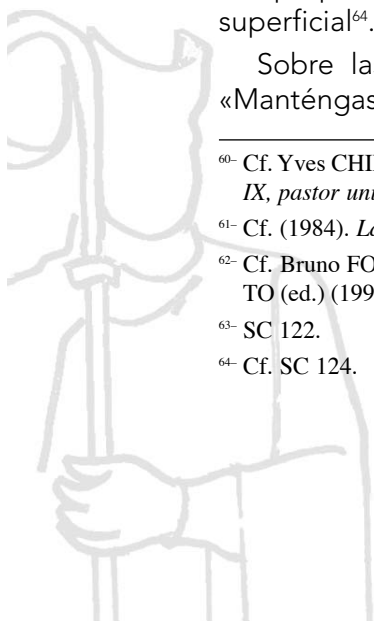 superficial⁶⁴.
Sobre la
«Manténgas
⁶⁰⁻ Cf. Yves CHI
IX, pastor uni
⁶¹⁻ Cf. (1984). La
⁶²⁻ Cf. Bruno FO
TO (ed.) (199
⁶³⁻ SC 122.
⁶⁴⁻ Cf. SC 124.